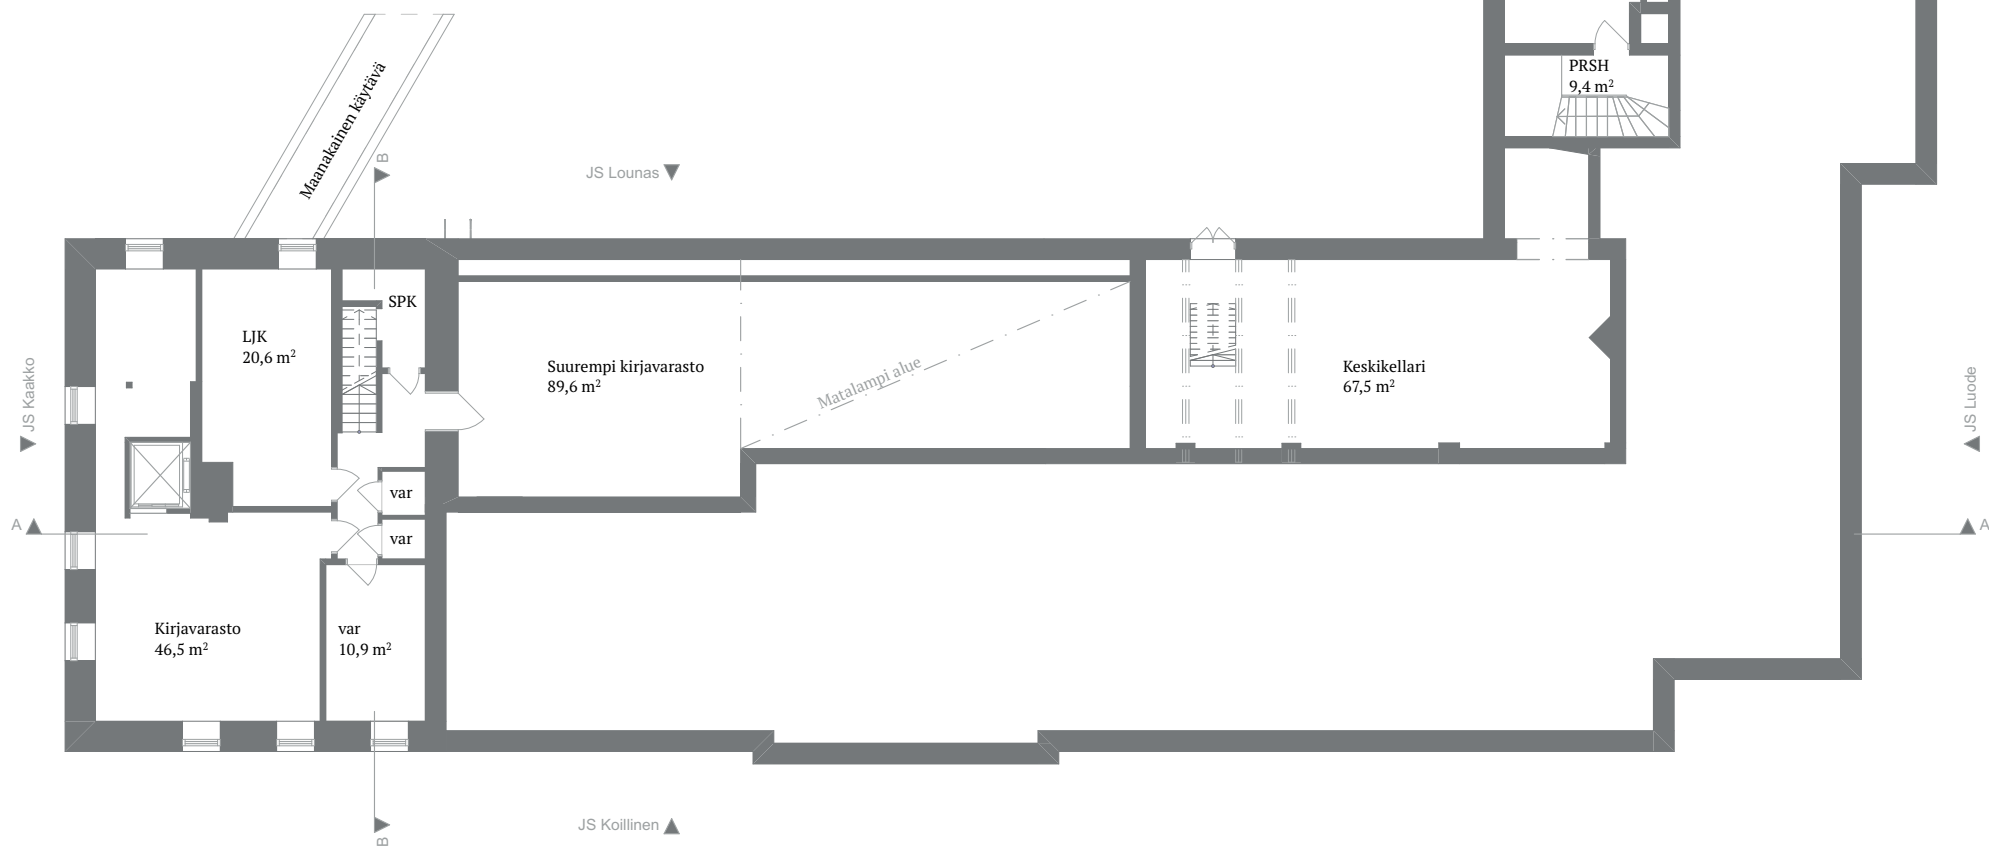 PRSH
9,4 m²
Maanakainen käytävä
B
JS Lounas
SPK
LJK
20,6 m²
Suurempi kirjavarasto
89,6 m²
Matalampi alue
Keskikellari
67,5 m²
JS Kaakko
JS Luode
var
var
A
A
Kirjavarasto
46,5 m²
var
10,9 m²
JS Koillinen
B